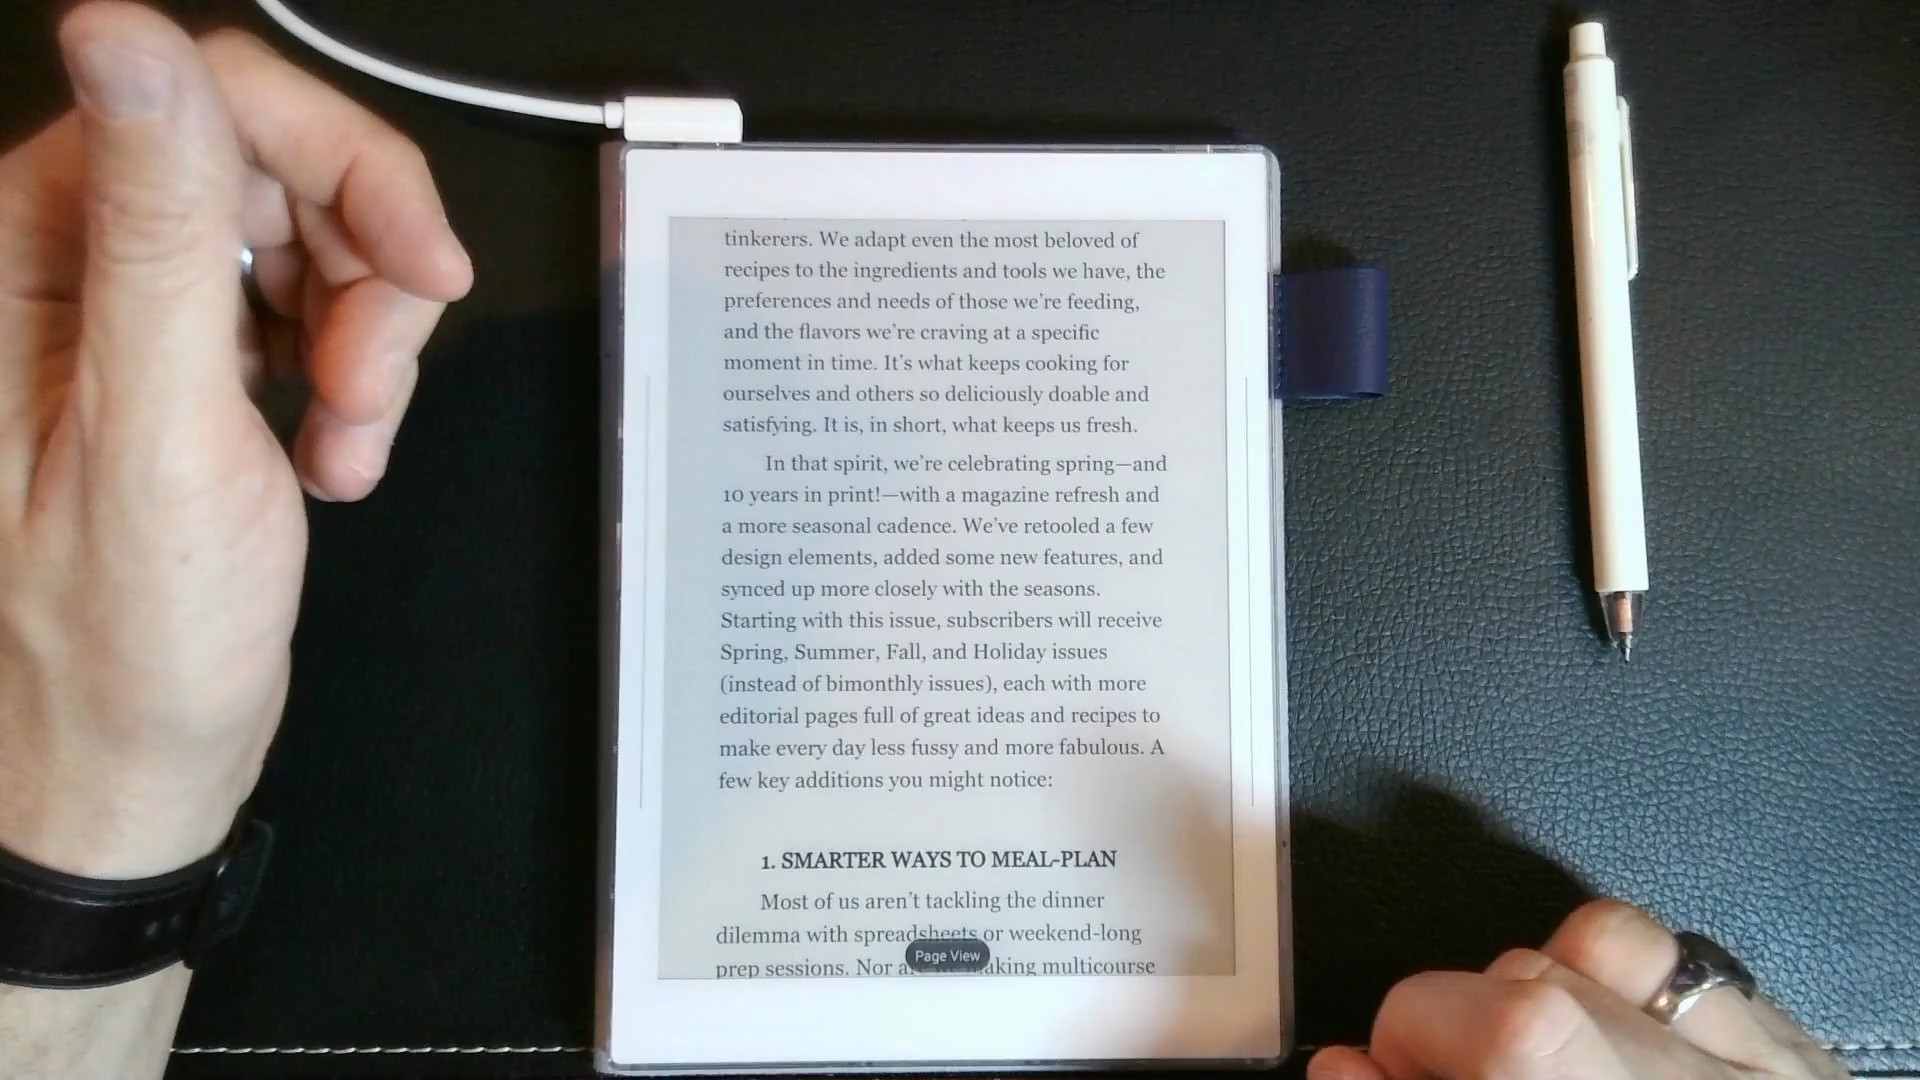 tinkerers. We adapt even the most beloved of
recipes to the ingredients and tools we have, the
preferences and needs of those we’re feeding,
and the flavors we’re craving at a specific
moment in time. It’s what keeps cooking for
ourselves and others so deliciously doable and
satisfying. It is, in short, what keeps us fresh.
In that spirit, we’re celebrating spring—and
10 years in print!—with a magazine refresh and
a more seasonal cadence. We’ve retooled a few
design elements, added some new features, and
synced up more closely with the seasons.
Starting with this issue, subscribers will receive
Spring, Summer, Fall, and Holiday issues
(instead of bimonthly issues), each with more
editorial pages full of great ideas and recipes to
make every day less fussy and more fabulous. A
few key additions you might notice:
1. SMARTER WAYS TO MEAL-PLAN
Most of us aren’t tackling the dinner
dilemma with spreadsheets or weekend-long
Page View
prep sessions. Nor multicourse